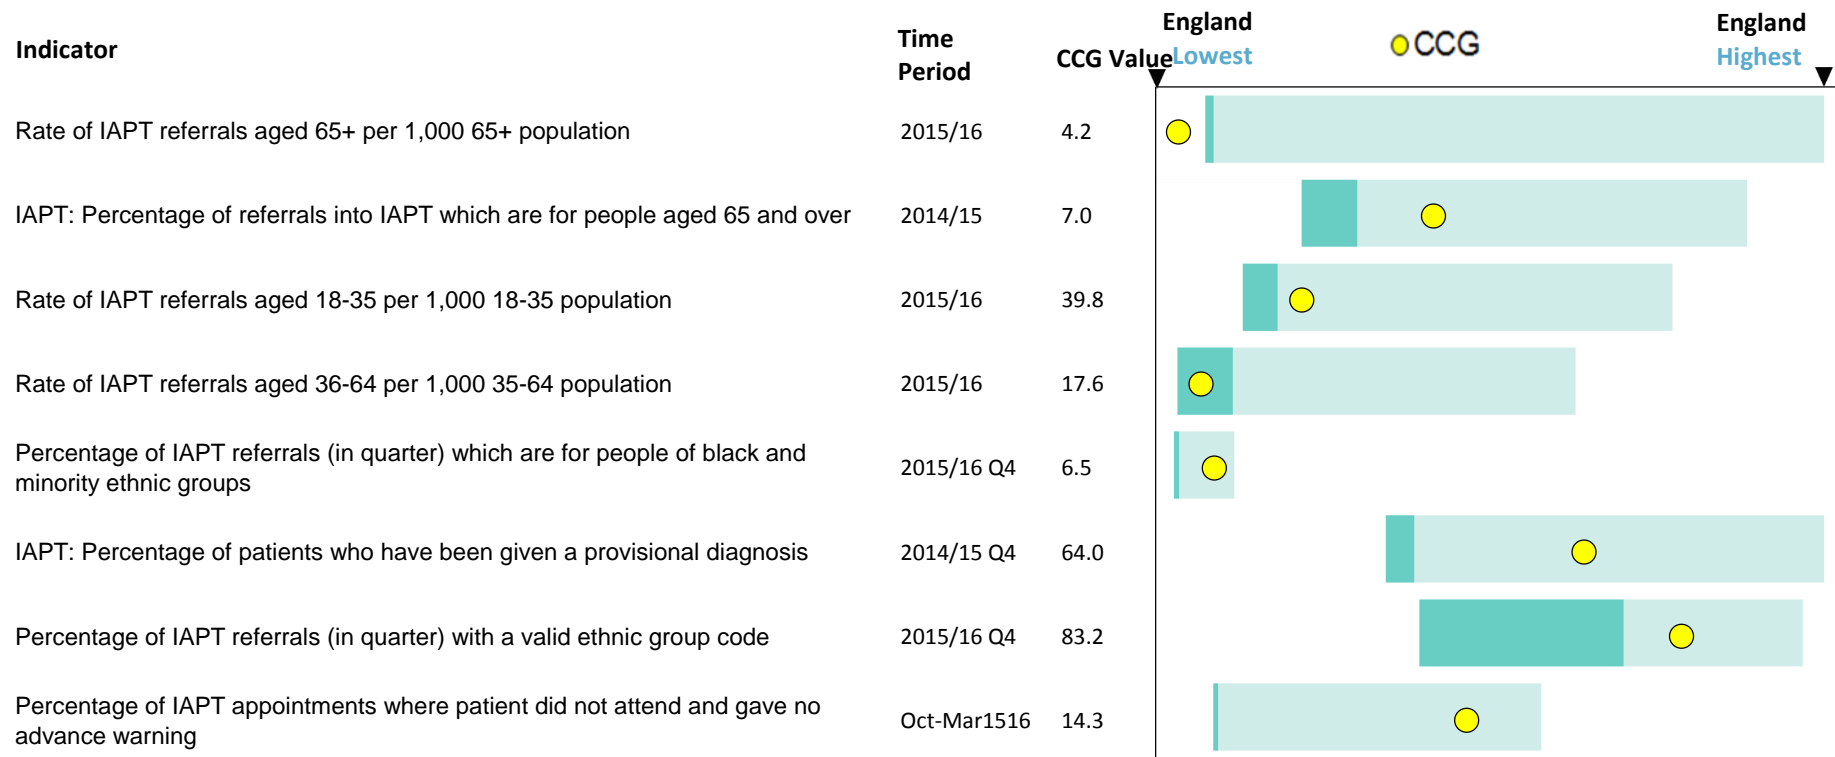 Indicator
Time
Period
CCG Value
England
Lowest
CCG
England
Highest
Rate of IAPT referrals aged 65+ per 1,000 65+ population 2015/16 4.2
IAPT: Percentage of referrals into IAPT which are for people aged 65 and over 2014/15 7.0
Rate of IAPT referrals aged 18-35 per 1,000 18-35 population 2015/16 39.8
Rate of IAPT referrals aged 36-64 per 1,000 35-64 population 2015/16 17.6
Percentage of IAPT referrals (in quarter) which are for people of black and
minority ethnic groups
2015/16 Q4 6.5
IAPT: Percentage of patients who have been given a provisional diagnosis 2014/15 Q4 64.0
Percentage of IAPT referrals (in quarter) with a valid ethnic group code 2015/16 Q4 83.2
Percentage of IAPT appointments where patient did not attend and gave no
advance warning
Oct-Mar1516 14.3